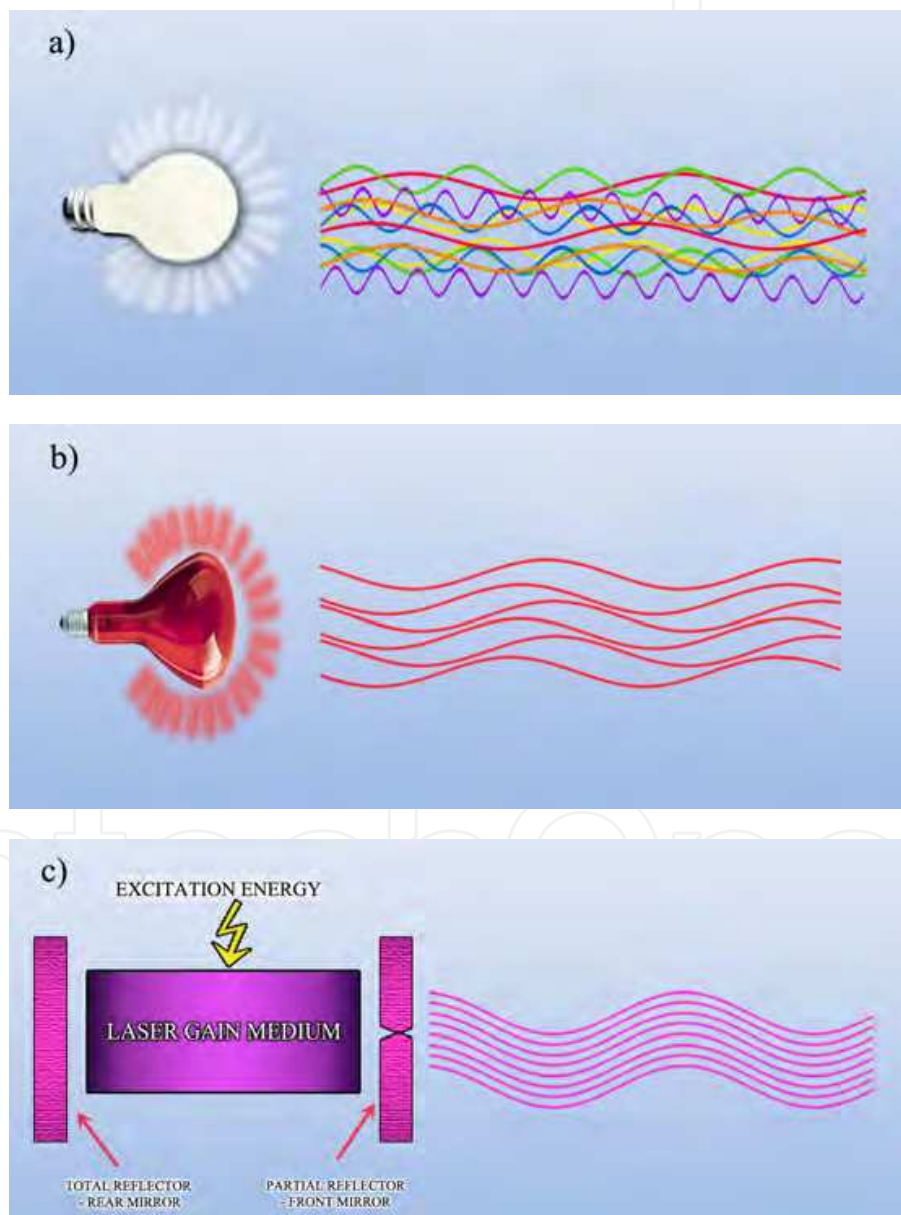 a)
b)
c)
EXCITATION ENERGY
LASER GAIN MEDIUM
TOTAL REFLECTOR
- REAR MIRROR
PARTIAL REFLECTOR
- FRONT MIRROR